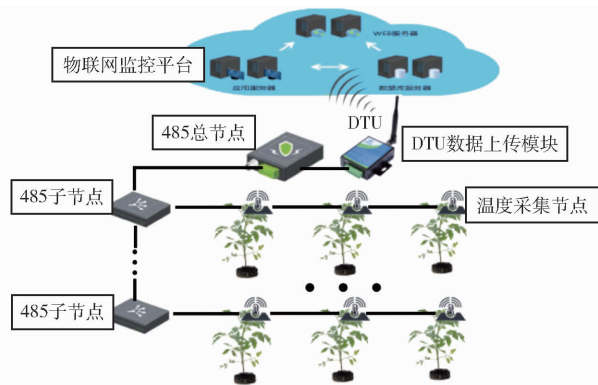 WEB服务器
物联网监控平台
应用服务器
数据库服务器
DTU
485总节点
DTU数据上传模块
485子节点
温度采集节点
485子节点